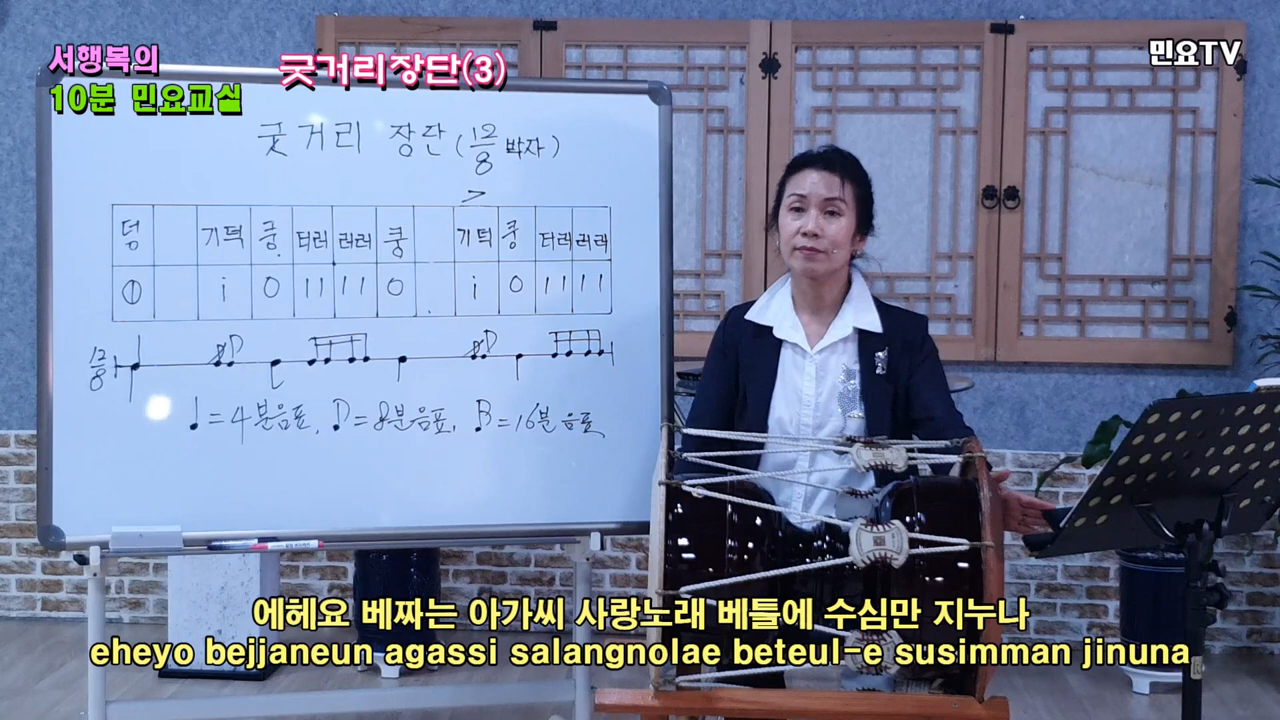 서행복의
10분 민요교실
굿거리장단(3)
민요TV
굿거리 장단 (12/8 박자)
>
덩 기덕 쿵 더러 러러 쿵 기덕 쿵 더러 러러
i 0 11 11 0 . i 0 11 11
12/8
♩=4분음표, ♪=8분음표, =16분음표
에헤요 베짜는 아가씨 사랑노래 베틀에 수심만 지누나
eheyo bejjaneun agassi salangnolae beteul-e susimman jinuna